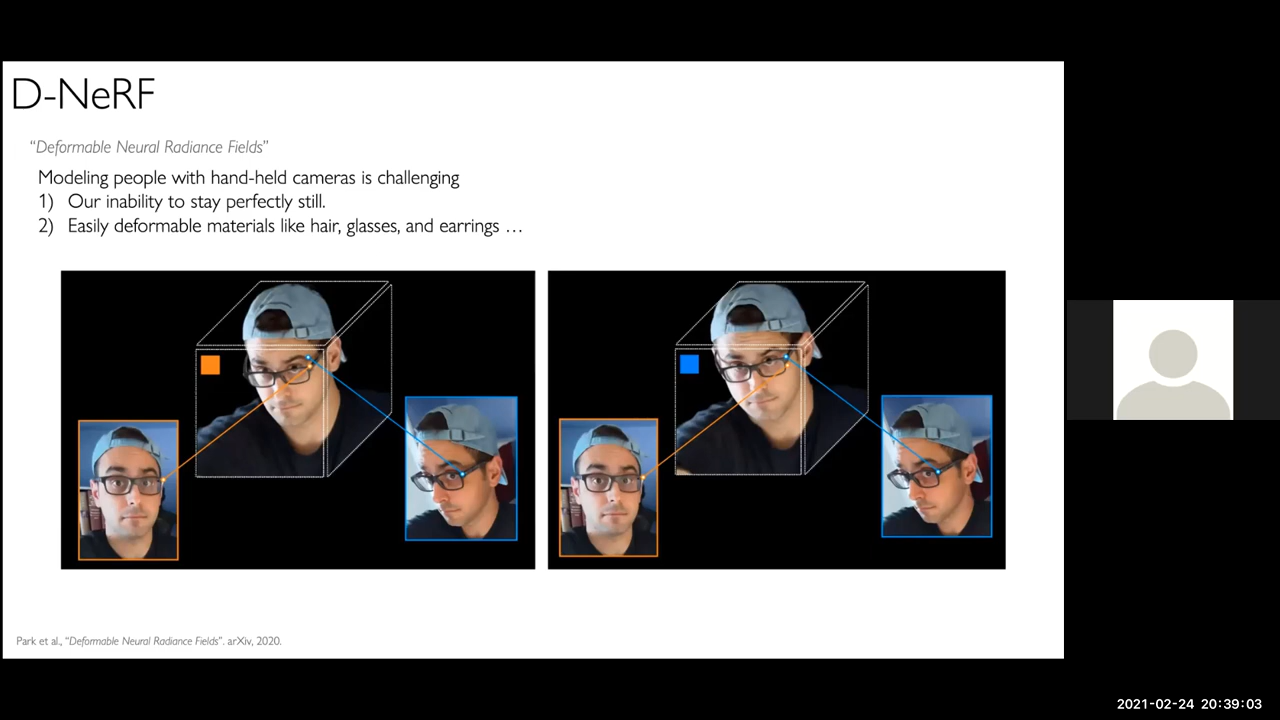 D-NeRF
“Deformable Neural Radiance Fields”
Modeling people with hand-held cameras is challenging
1) Our inability to stay perfectly still.
2) Easily deformable materials like hair, glasses, and earrings …
Park et al., “Deformable Neural Radiance Fields”. arXiv, 2020.
2021-02-24 20:39:03